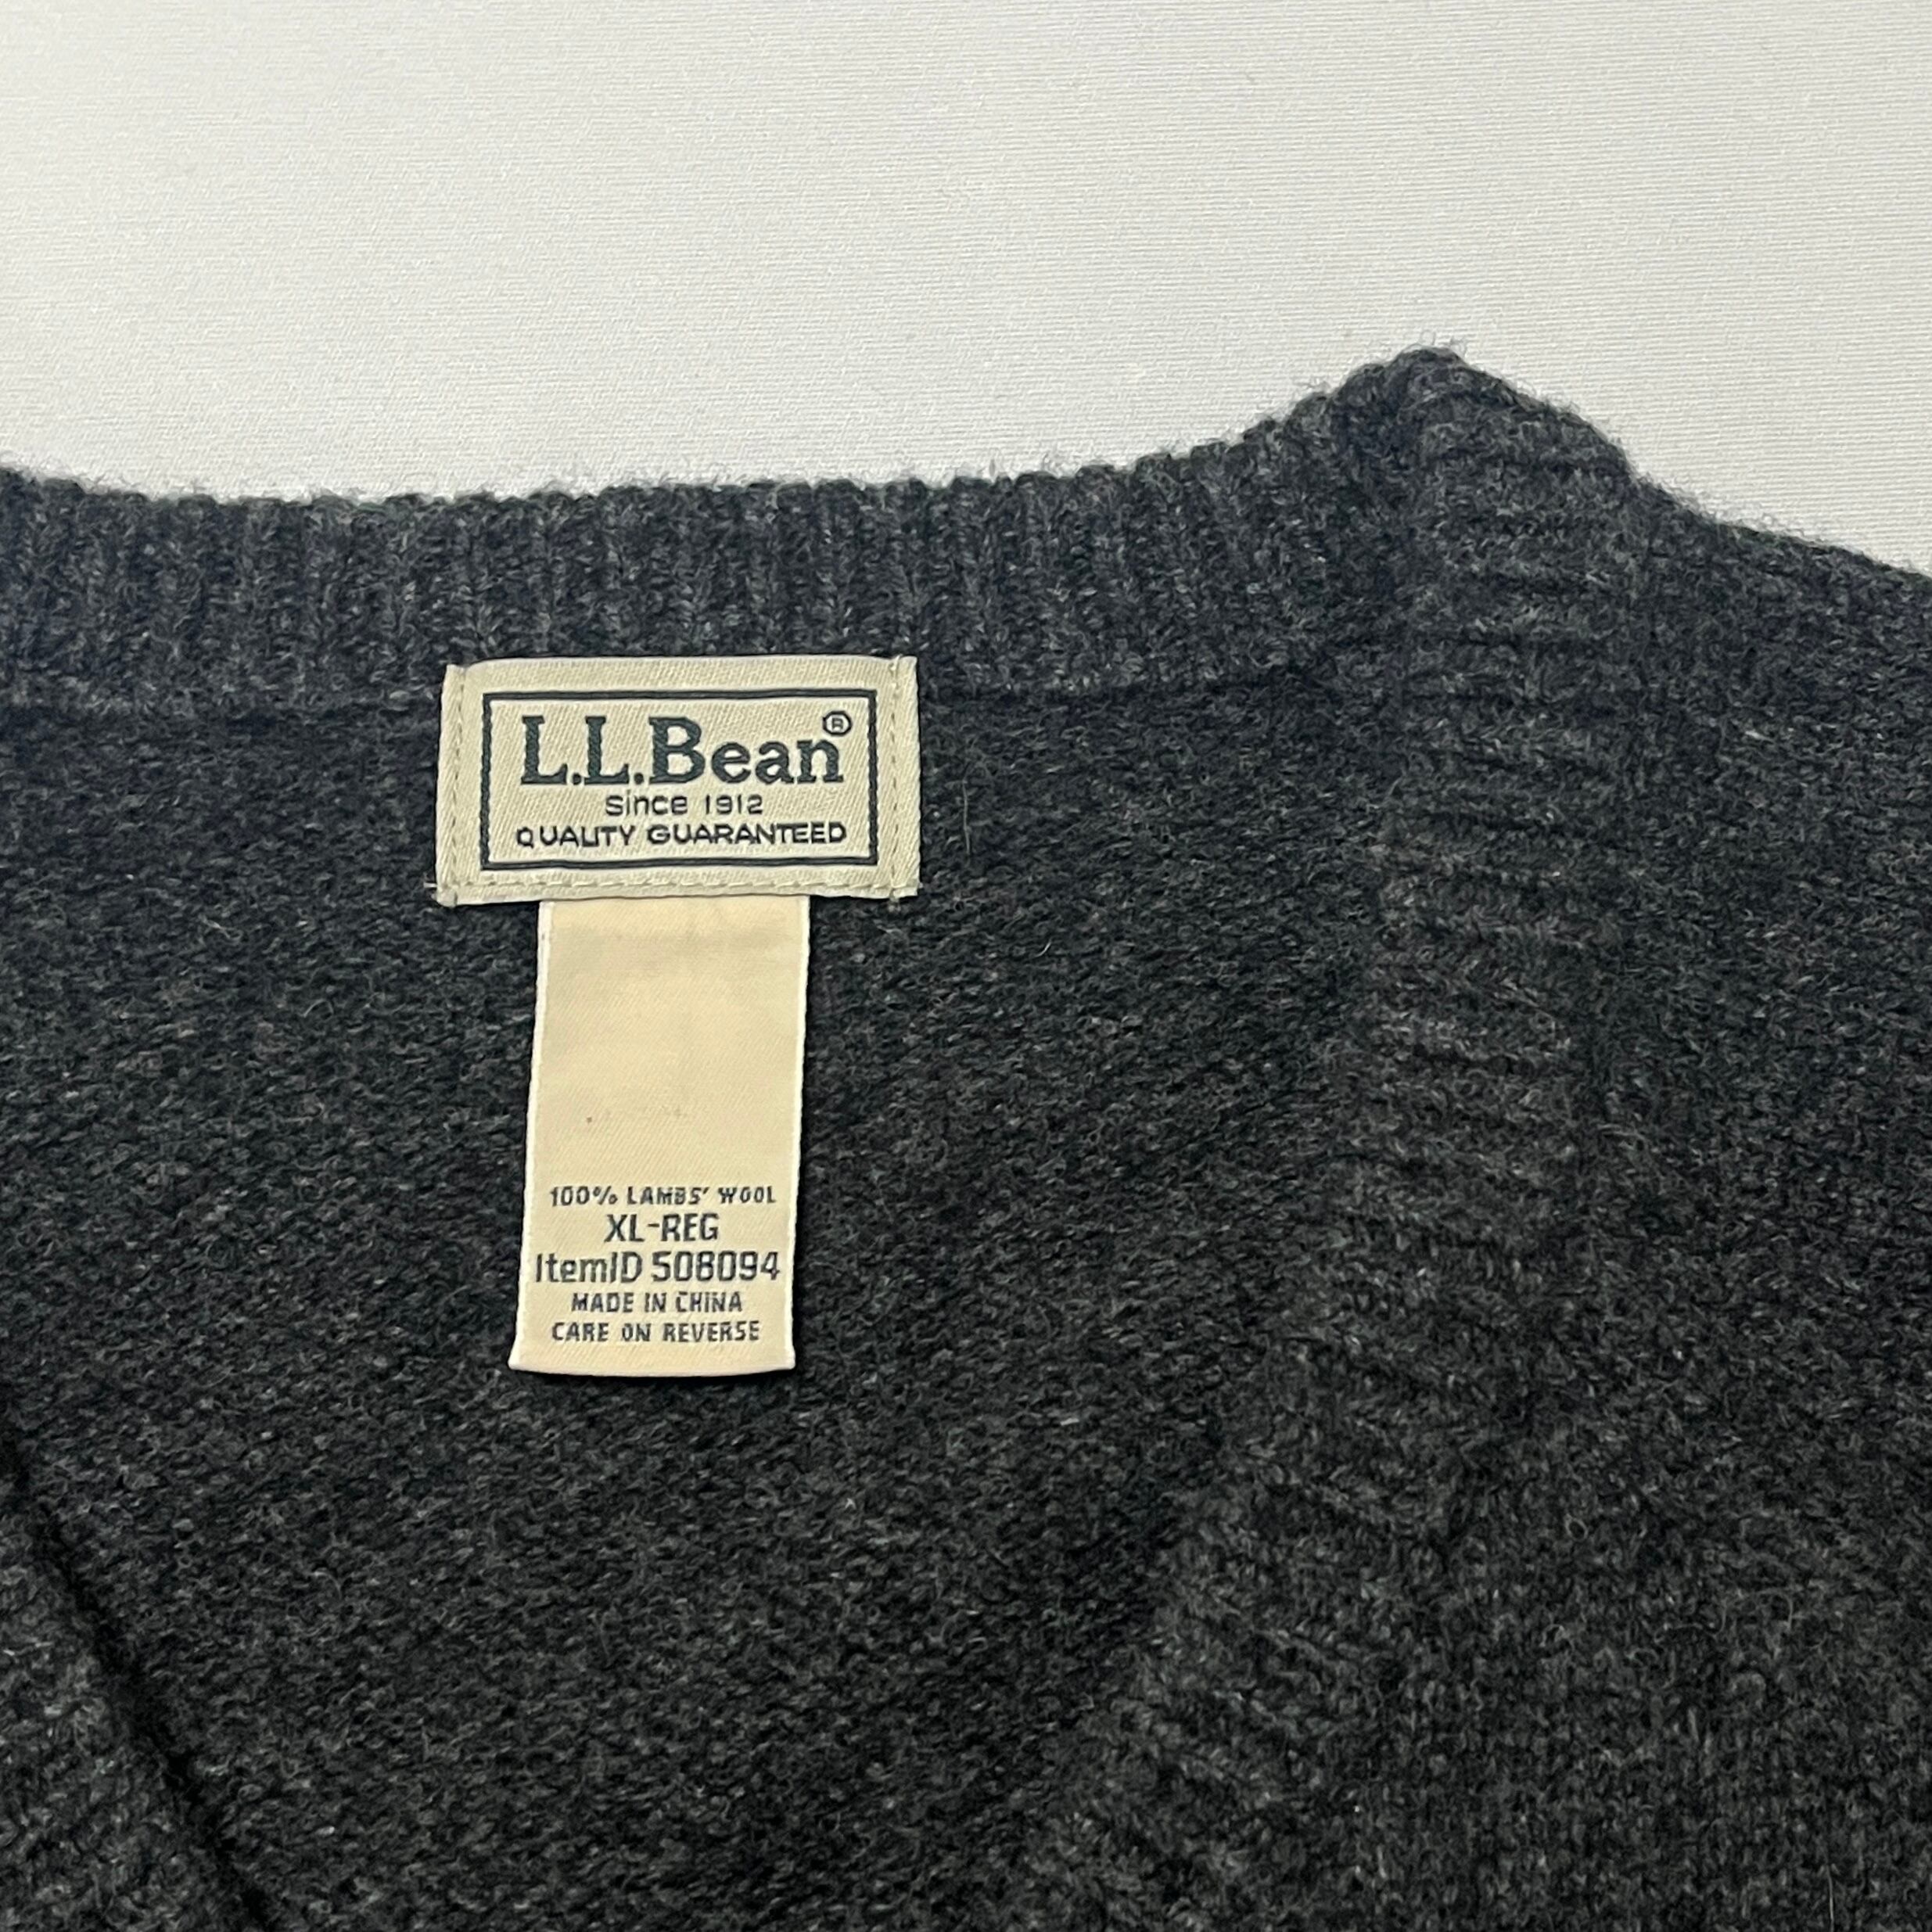 L.L.Bean®
Since 1912
QUALITY GUARANTEED
100% LAMBS' WOOL
XL-REG
ItemID 508094
MADE IN CHINA
CARE ON REVERSE